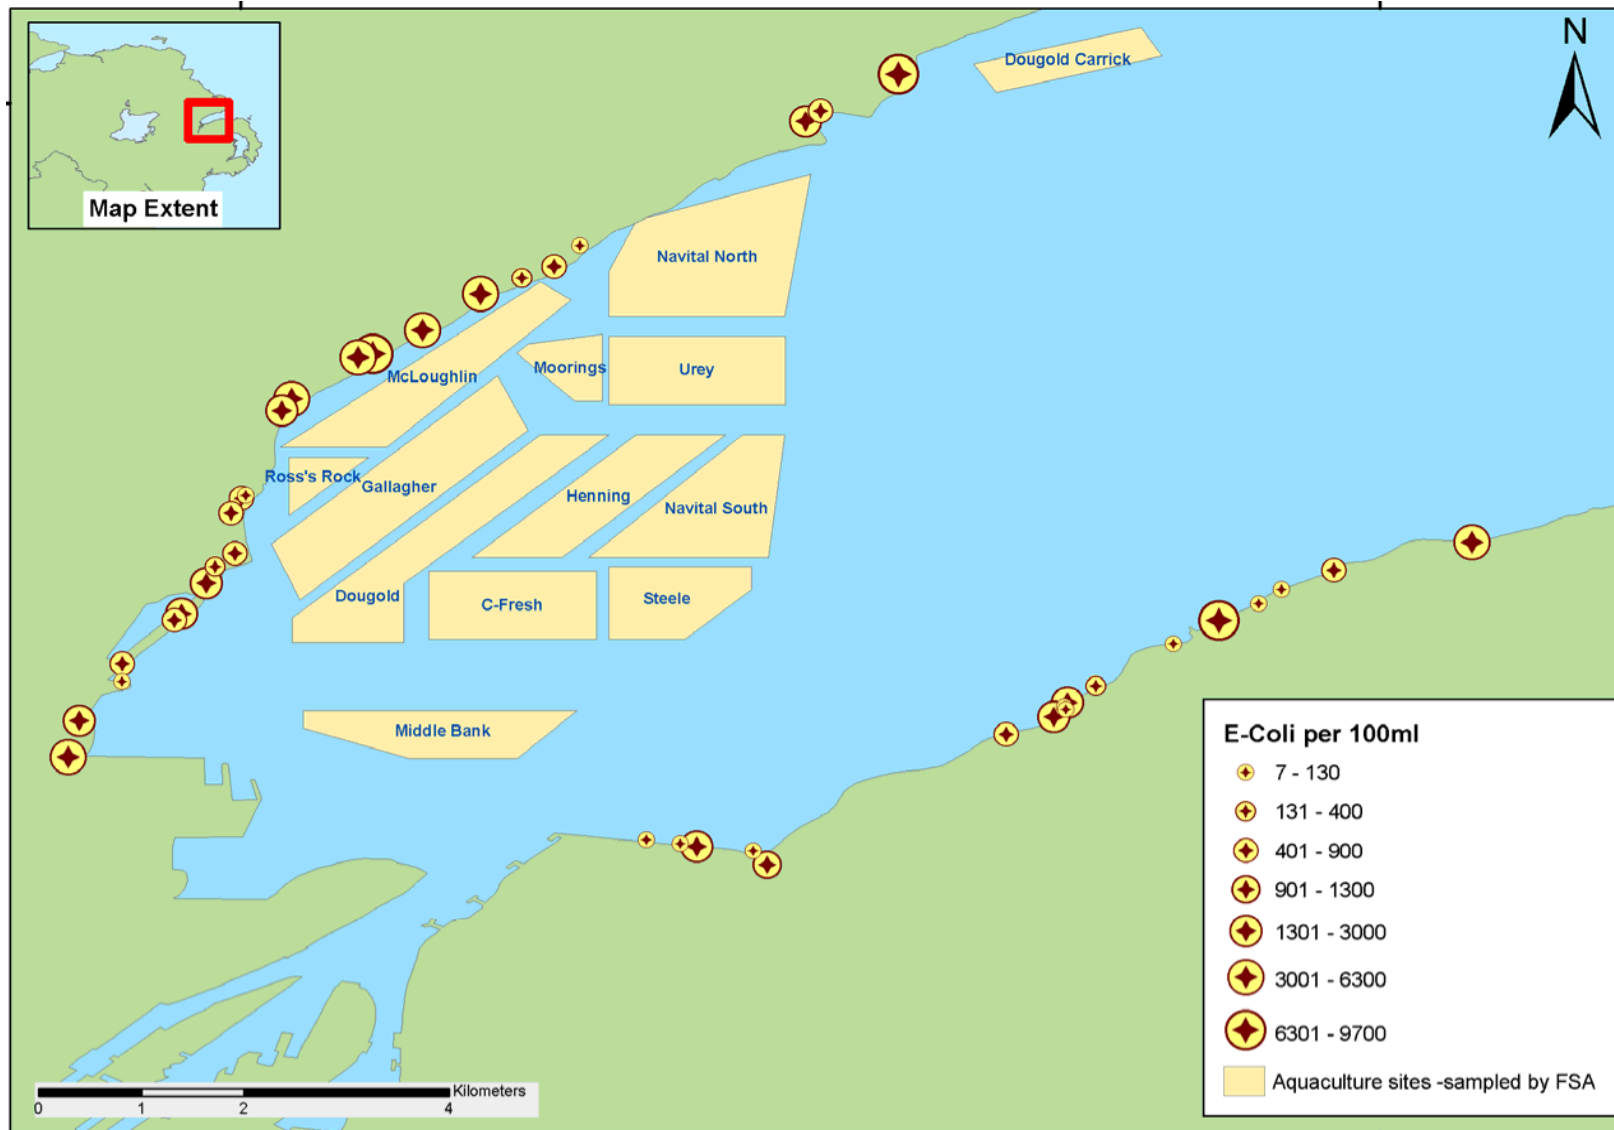 N
Dougold Carrick
Map Extent
Navital North
Moorings
Urey
McLoughlin
Ross's Rock
Gallagher
Henning
Navital South
Dougold
C-Fresh
Steele
Middle Bank
E-Coli per 100ml
7 - 130
131 - 400
401 - 900
901 - 1300
1301 - 3000
3001 - 6300
6301 - 9700
Aquaculture sites -sampled by FSA
Kilometers
0 1 2 4